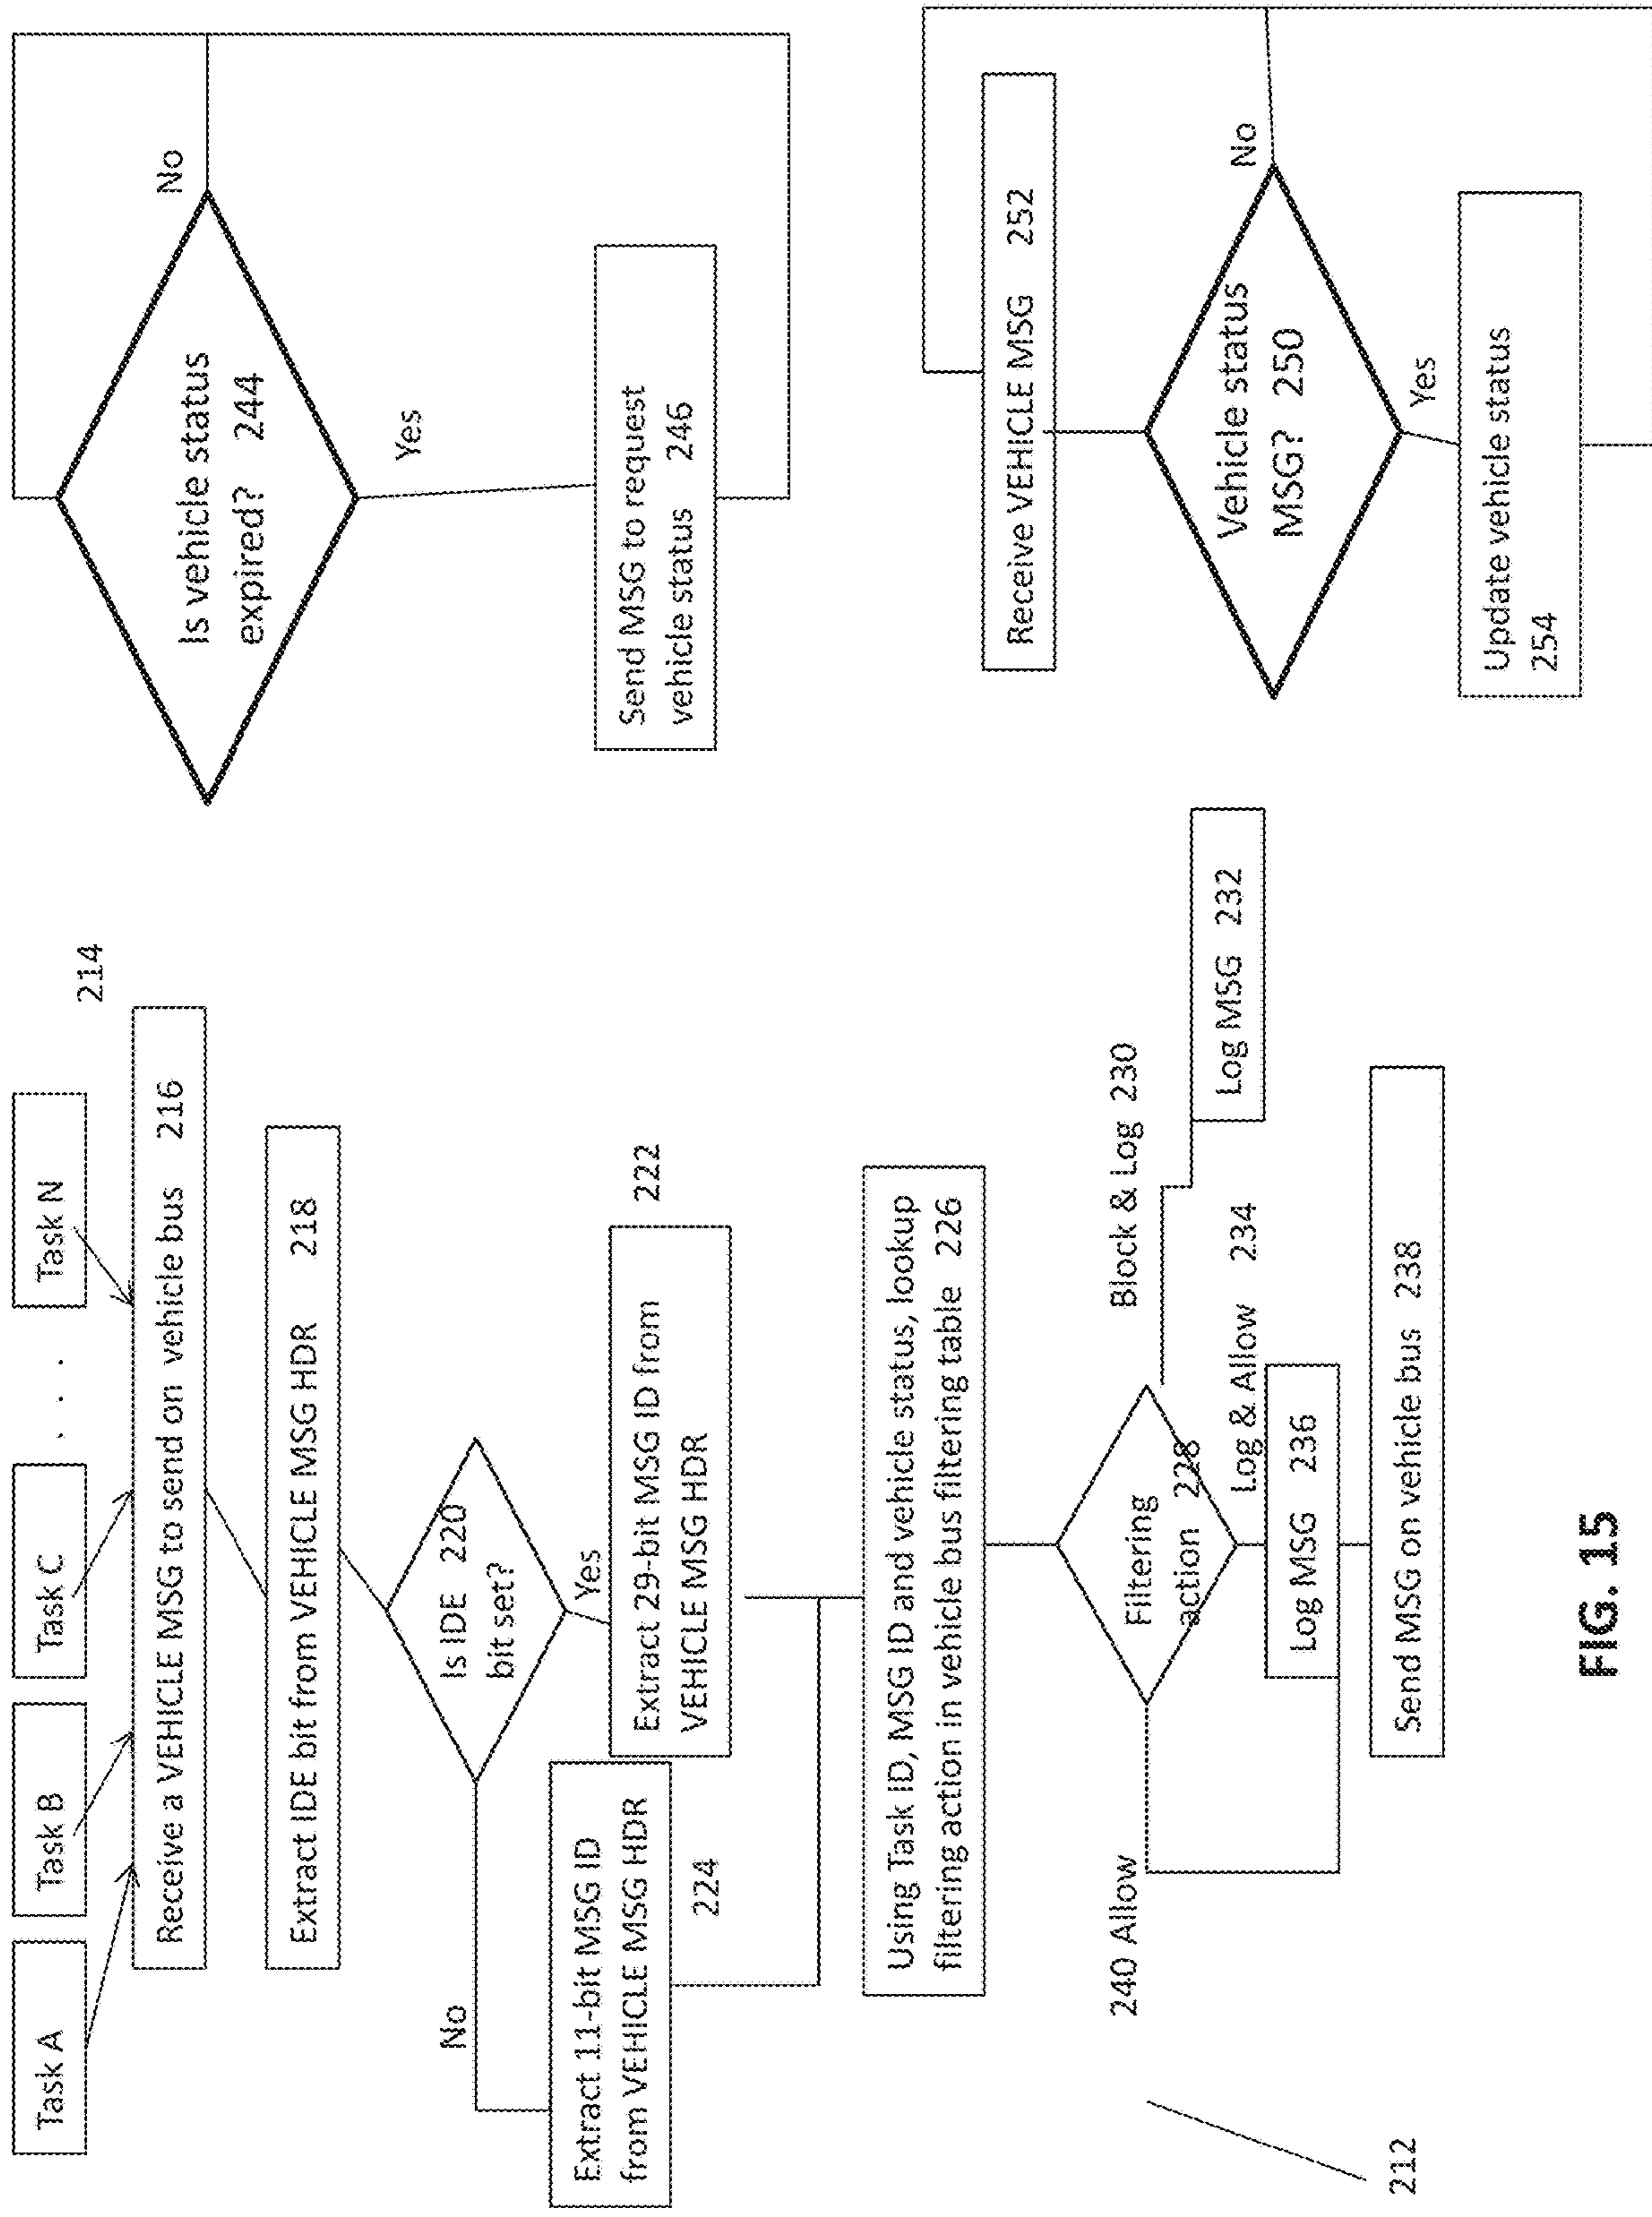 Task A
Task B
Task C
. . .
Task N
214
Receive a VEHICLE MSG to send on vehicle bus 216
Extract IDE bit from VEHICLE MSG HDR 218
Is IDE 220
bit set?
No
Yes
Extract 11-bit MSG ID
from VEHICLE MSG HDR
224
Extract 29-bit MSG ID from
VEHICLE MSG HDR
222
Using Task ID, MSG ID and vehicle status, lookup
filtering action in vehicle bus filtering table 226
Filtering
action 228
240 Allow
Block & Log 230
Log MSG 232
Log & Allow 234
Log MSG 236
Send MSG on vehicle bus 238
212
Is vehicle status
expired? 244
No
Yes
Send MSG to request
vehicle status 246
Receive VEHICLE MSG 252
Vehicle status
MSG? 250
No
Yes
Update vehicle status
254
FIG. 15